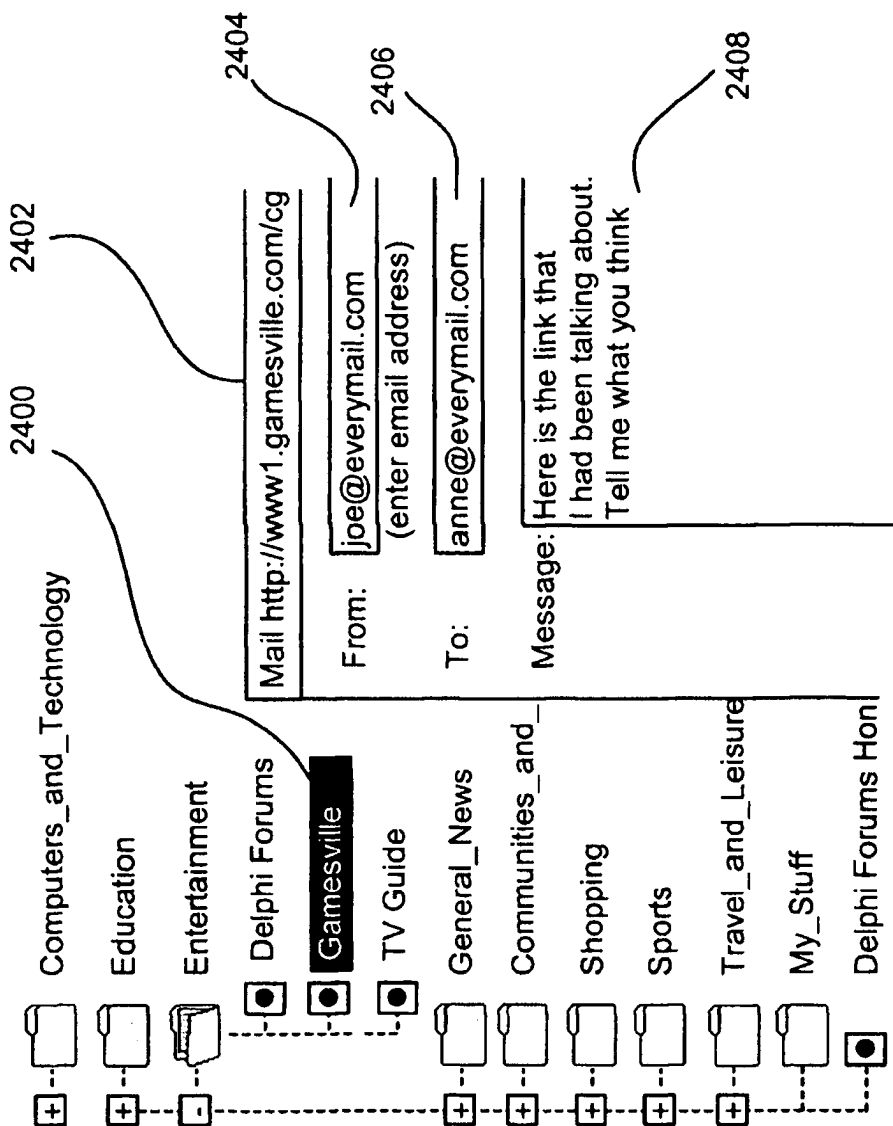 2400
2402
2404
2406
2408
+ Computers_and_Technology
+ Education
- Entertainment
Delphi Forums
Gamesville
TV Guide
+ General_News
+ Communities_and_
+ Shopping
+ Sports
+ Travel_and_Leisure
My_Stuff
Delphi Forums Hon
Mail http://www1.gamesville.com/cg
From: joe@everymail.com
(enter email address)
To: anne@everymail.com
Message: Here is the link that
I had been talking about.
Tell me what you think